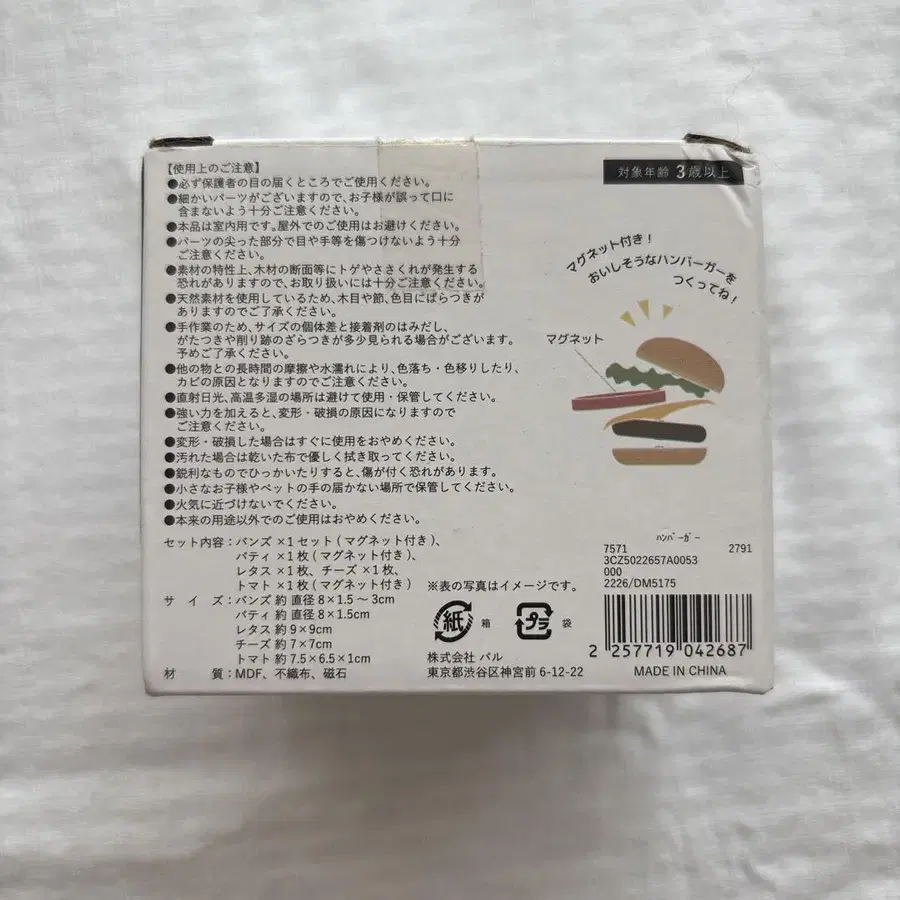 【使用上のご注意】
●必ず保護者の目の届くところでご使用ください。
●細かいパーツがございますので、お子様が誤って口に
含まないよう十分ご注意ください。
●本品は室内用です。屋外でのご使用はお避けください。
●パーツの尖った部分で目や手等を傷つけないよう十分
ご注意ください。
●素材の特性上、木材の断面等にトゲやささくれが発生する
恐れがありますので、お取り扱いには十分ご注意ください。
●天然素材を使用しているため、木目や節、色目にばらつきが
ありますのでご了承ください。
●手作業のため、サイズの個体差と接着剤のはみだし、
がたつきや削り跡のざらつきが多少見られる場合がございます。
予めご了承ください。
●他の物との長時間の摩擦や水濡れにより、色落ち・色移りしたり、
カビの原因となりますのでご注意ください。
●直射日光、高温多湿の場所は避けて使用・保管してください。
●強い力を加えると、変形・破損の原因になりますので
ご注意ください。
●変形・破損した場合はすぐに使用をおやめください。
●汚れた場合は乾いた布で優しく拭き取ってください。
●鋭利なものでひっかいたりすると、傷が付く恐れがあります。
●小さなお子様やペットの手の届かない場所で保管してください。
●火気に近づけないでください。
●本来の用途以外でのご使用はおやめください。
セット内容：バンズ×1セット(マグネット付き)、
パティ×1枚(マグネット付き)、
レタス×1枚、チーズ×1枚、
トマト×1枚(マグネット付き)
サイズ：バンズ 約 直径8×1.5～3cm
パティ 約 直径8×1.5cm
レタス 約9×9cm
チーズ 約7×7cm
トマト 約7.5×6.5×1cm
材質：MDF、不織布、磁石
対象年齢 3歳以上
マグネット付き！
おいしそうなハンバーガーを
つくってね！
マグネット
※表の写真はイメージです。
紙 箱
プラ 袋
株式会社 パル
東京都渋谷区神宮前 6-12-22
ﾊﾝﾊﾞｰｶﾞｰ
7571 2791
3CZ5022657A0053
000
2226/DM5175
2 257719 042687
MADE IN CHINA